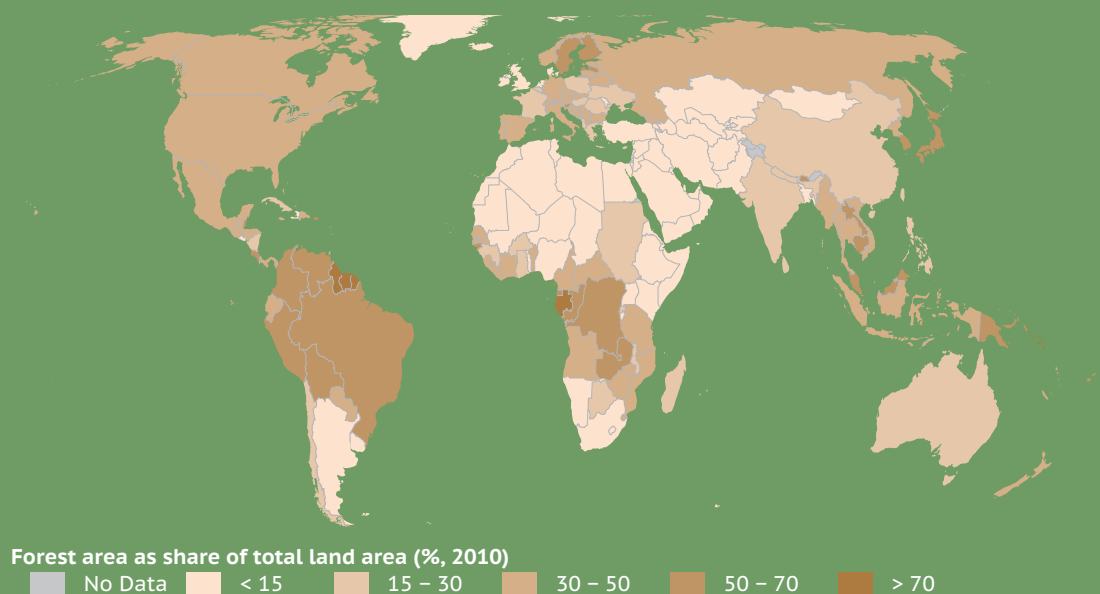 Forest area as share of total land area (%, 2010)
No Data < 15 15 – 30 30 – 50 50 – 70 > 70